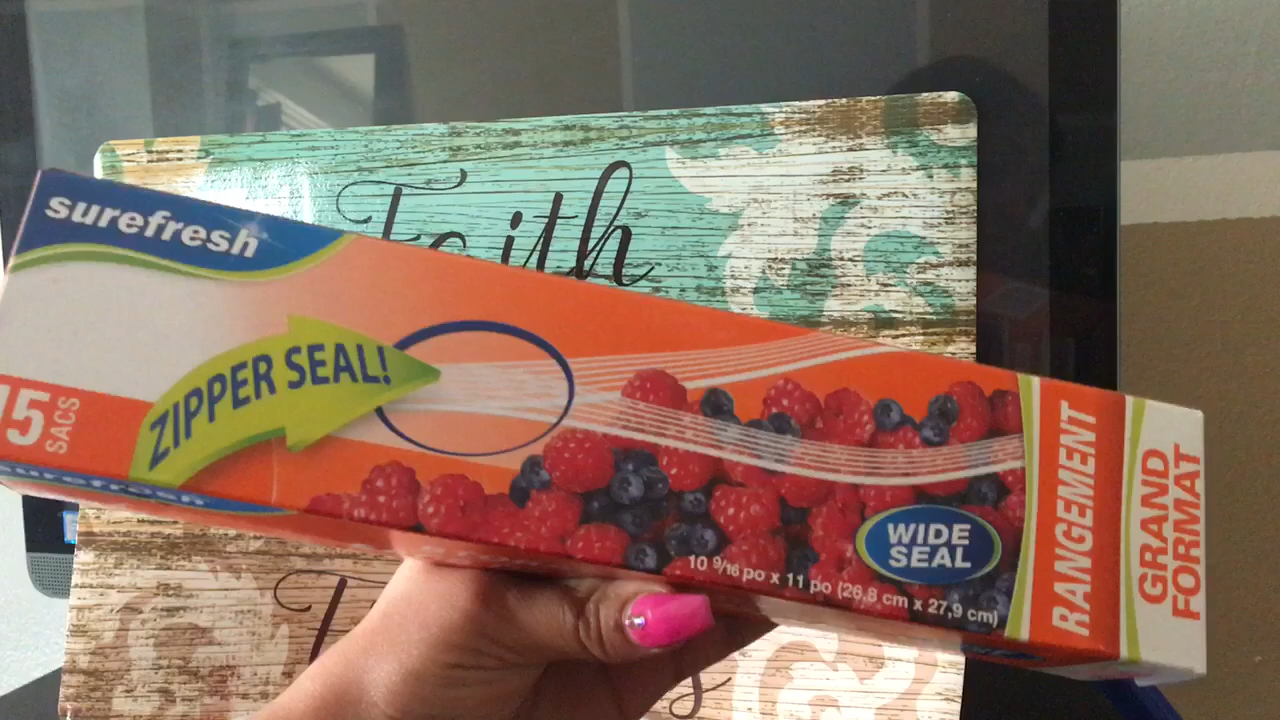 Faith
surefresh
ZIPPER SEAL!
15
SACS
surefresh
WIDE
SEAL
10 9/16 po x 11 po (26,8 cm x 27,9 cm)
RANGEMENT
GRAND
FORMAT